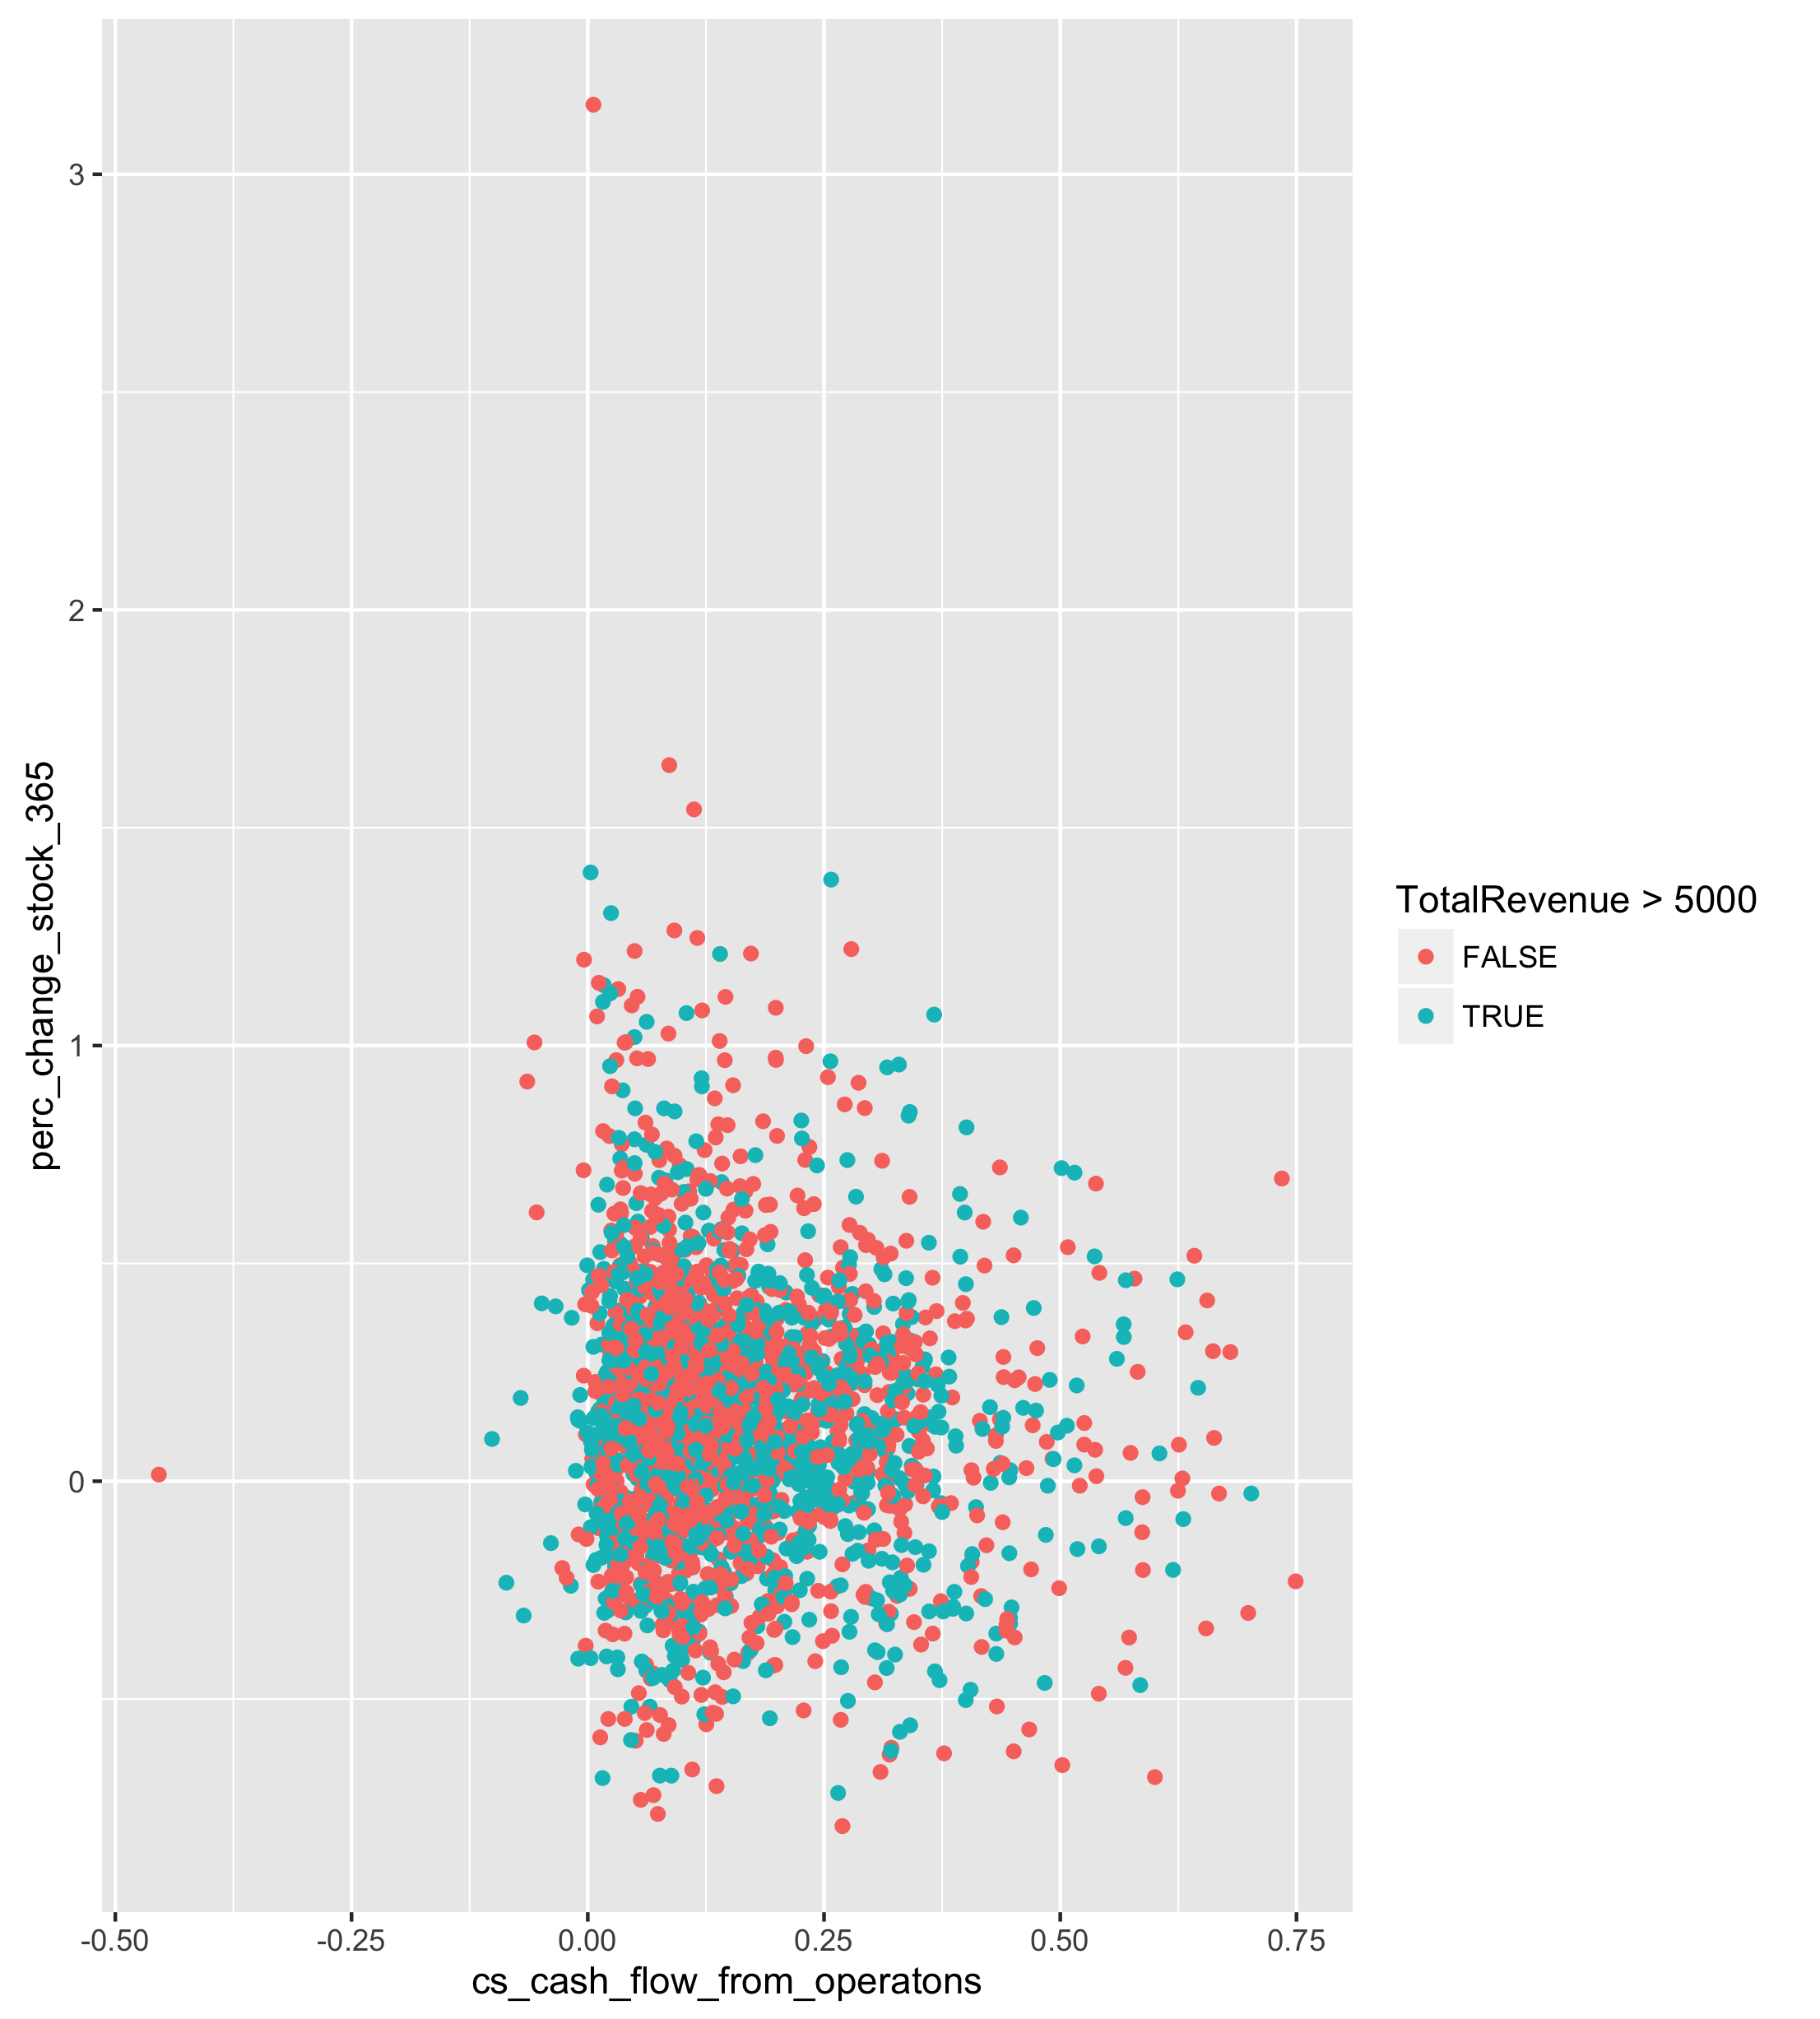 3
2
1
0
perc_change_stock_365
-0.50
-0.25
0.00
0.25
0.50
0.75
cs_cash_flow_from_operatons
TotalRevenue > 5000
FALSE
TRUE